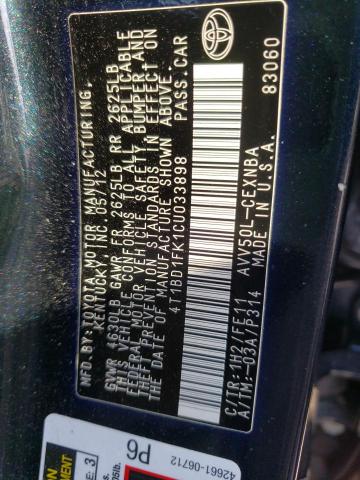 MFD. BY: TOYOTA MOTOR MANUFACTURING,
KENTUCKY, INC. 05/12
GVWR 4630LB GAWR FR 2625LB RR 2625LB
THIS VEHICLE CONFORMS TO ALL APPLICABLE
FEDERAL MOTOR VEHICLE SAFETY, BUMPER AND
THEFT PREVENTION STANDARDS IN EFFECT ON
THE DATE OF MANUFACTURE SHOWN ABOVE.
4T1BD1FK1CU033898 PASS.CAR
83060
C/TR:1H2/FE11 AVV50L-CEXNBA
A/TM:-03A/P314 MADE IN U.S.A.
P6
42661-06712